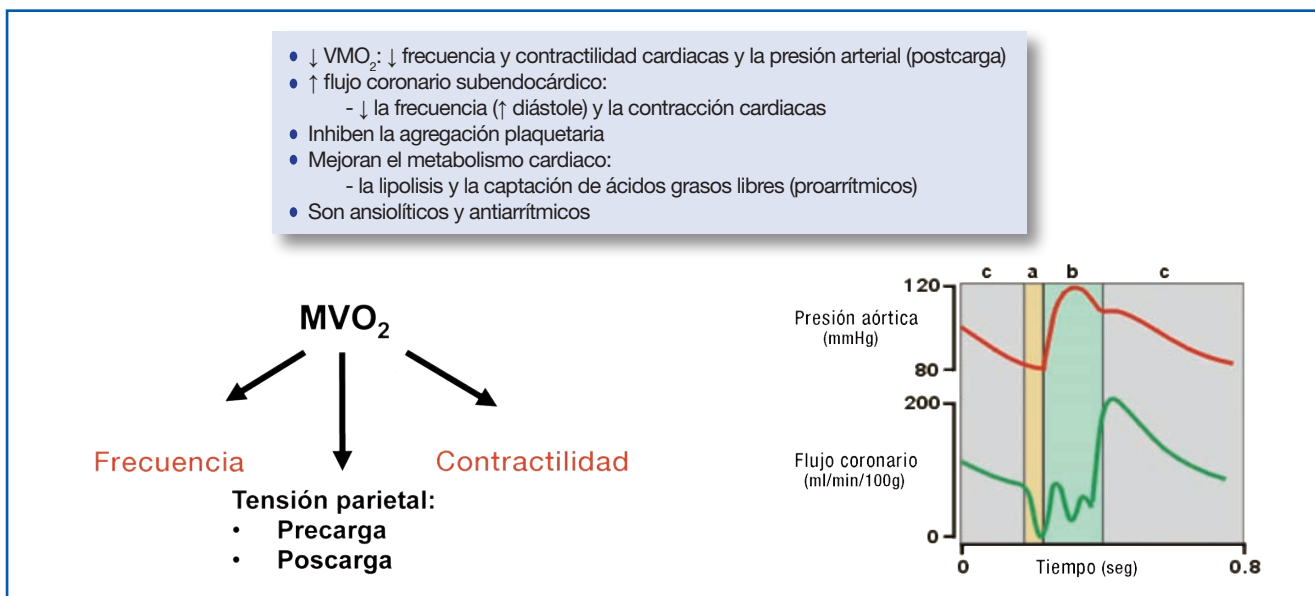 • ↓ VMO₂: ↓ frecuencia y contractilidad cardiacas y la presión arterial (postcarga)
• ↑ flujo coronario subendocárdico:
- ↓ la frecuencia (↑ diástole) y la contracción cardiacas
• Inhiben la agregación plaquetaria
• Mejoran el metabolismo cardiaco:
- la lipolisis y la captación de ácidos grasos libres (proarrítmicos)
• Son ansiolíticos y antiarrítmicos
MVO₂
Frecuencia
Contractilidad
Tensión parietal:
• Precarga
• Poscarga
c a b c
120
Presión aórtica
(mmHg)
80
200
Flujo coronario
(ml/min/100g)
0
0 Tiempo (seg) 0.8